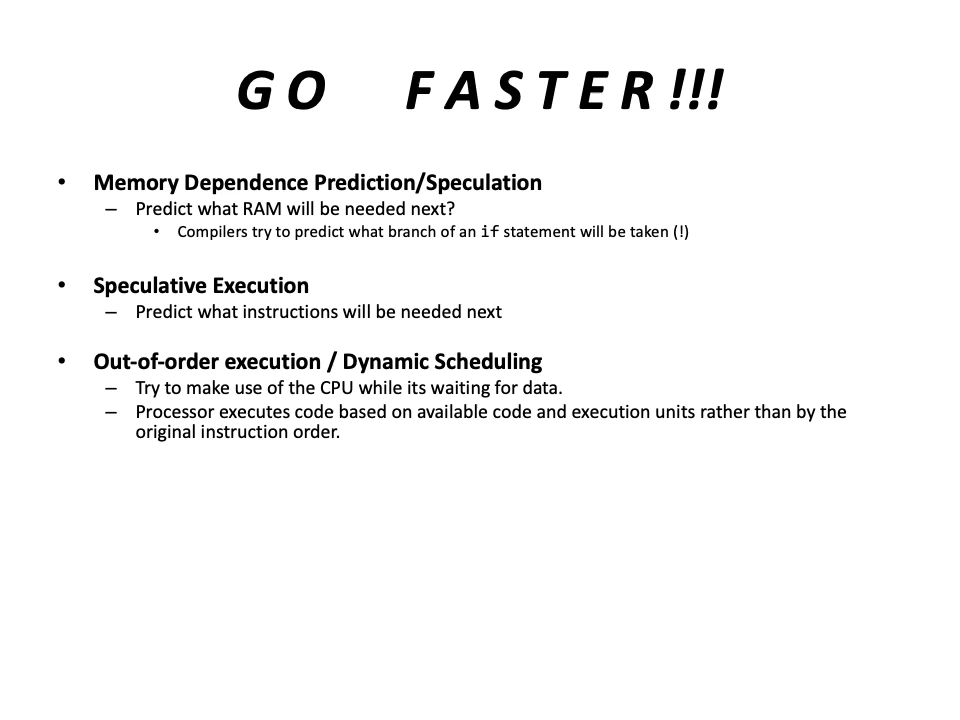 GO FASTER!!!
• Memory Dependence Prediction/Speculation
– Predict what RAM will be needed next?
• Compilers try to predict what branch of an if statement will be taken (!)
• Speculative Execution
– Predict what instructions will be needed next
• Out-of-order execution / Dynamic Scheduling
– Try to make use of the CPU while its waiting for data.
– Processor executes code based on available code and execution units rather than by the
original instruction order.